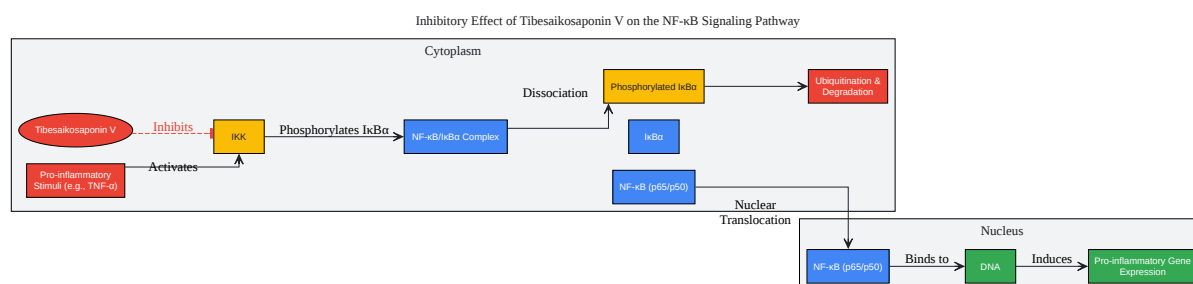 Inhibitory Effect of Tibesaikosaponin V on the NF-κB Signaling Pathway
Cytoplasm
Tibesaikosaponin V
Inhibits
IKK
Phosphorylates IκBα
NF-κB/IκBα Complex
Dissociation
Phosphorylated IκBα
Ubiquitination &
Degradation
IκBα
Pro-inflammatory
Stimuli (e.g., TNF-α)
Activates
NF-κB (p65/p50)
Nuclear
Translocation
Nucleus
NF-κB (p65/p50)
Binds to
DNA
Induces
Pro-inflammatory Gene
Expression